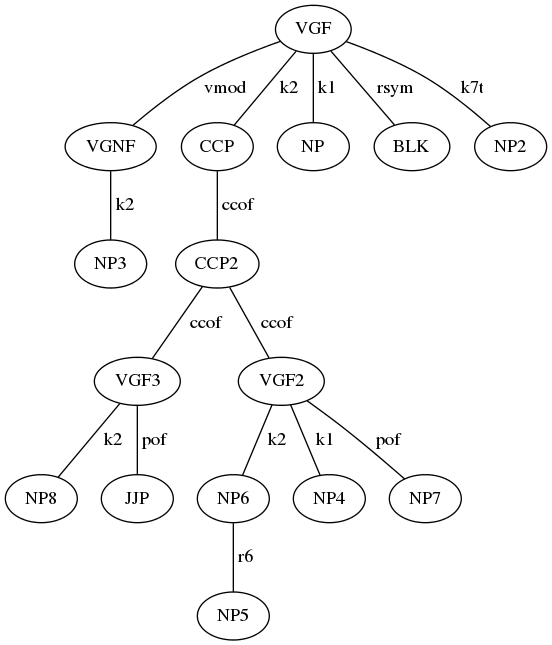 VGF
vmod k2 k1 rsym k7t
VGNF CCP NP BLK NP2
k2 ccof
NP3 CCP2
ccof ccof
VGF3 VGF2
k2 pof k2 k1 pof
NP8 JJP NP6 NP4 NP7
r6
NP5